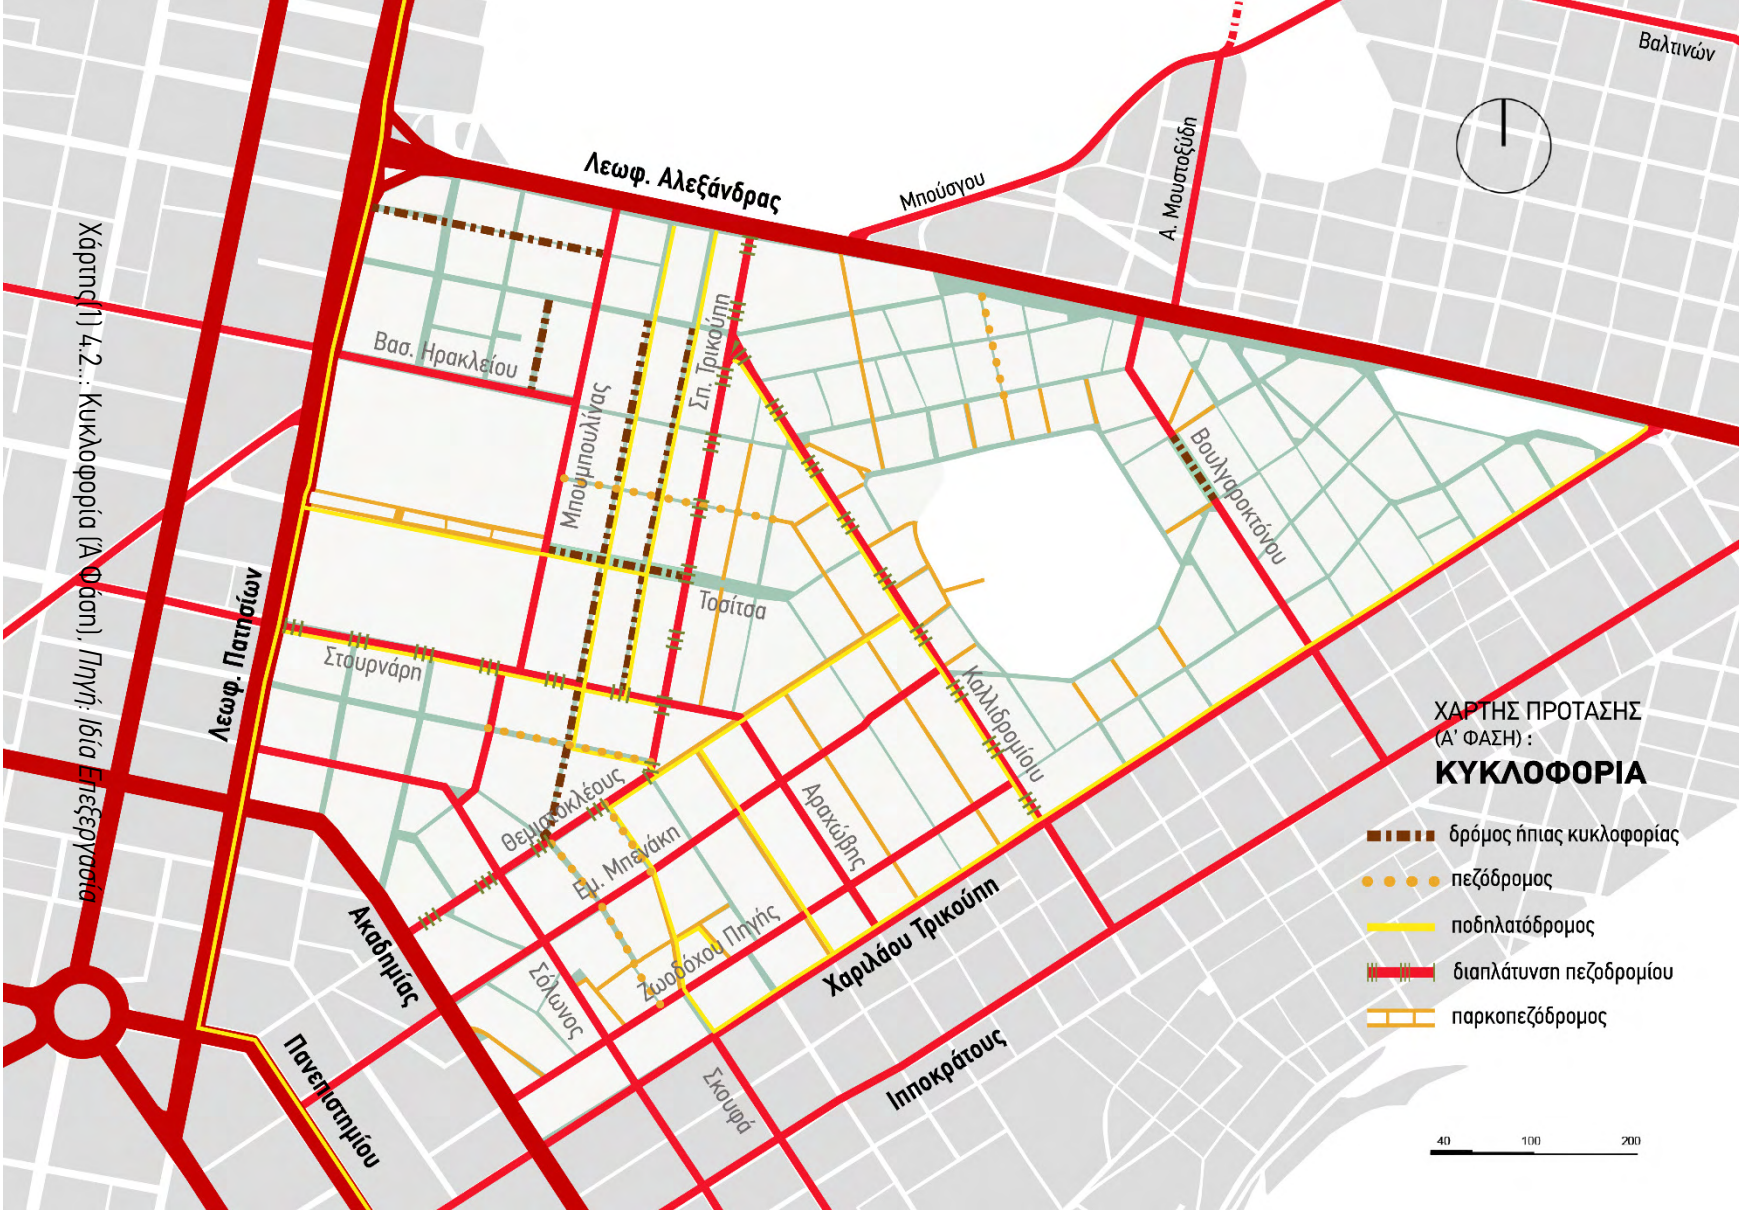 Βαλτινών
Λεωφ. Αλεξάνδρας
Μπούσγου
Α. Μουστοξύδη
Χάρτης(1) 4.2..: Κυκλοφορία (Ά Φάση), Πηγή: Ιδία Επεξεργασία
Βασ. Ηρακλείου
Σπ. Τρικούπη
Μπουμπουλίνας
Βουλγαροκτόνου
Τοσίτσα
Λεωφ. Πατησίων
Στουρνάρη
Καλλιδρομίου
Θεμιστοκλέους
Αραχώβης
Εμ. Μπενάκη
Ζωοδόχου Πηγής
Χαριλάου Τρικούπη
Ακαδημίας
Σόλωνος
Πανεπιστημίου
Σκουφά
Ιπποκράτους
ΧΑΡΤΗΣ ΠΡΟΤΑΣΗΣ
(Α' ΦΑΣΗ) :
ΚΥΚΛΟΦΟΡΙΑ
δρόμος ήπιας κυκλοφορίας
πεζόδρομος
ποδηλατόδρομος
διαπλάτυνση πεζοδρομίου
παρκοπεζόδρομος
40 100 200